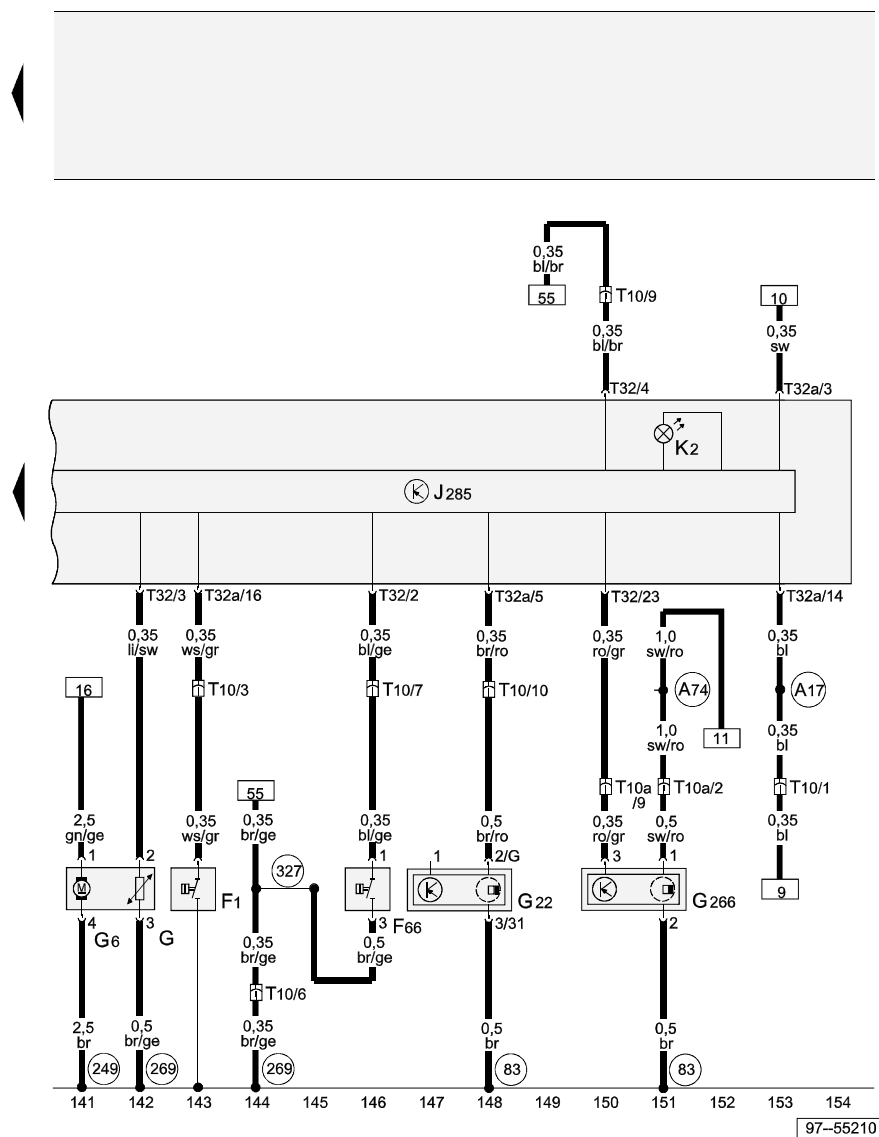 0,35
bl/br
55
T10/9
10
0,35
bl/br
0,35
sw
T32/4
T32a/3
K2
J285
T32/3
T32a/16
T32/2
T32a/5
T32/23
T32a/14
0,35
li/sw
0,35
ws/gr
0,35
bl/ge
0,35
br/ro
0,35
ro/gr
1,0
sw/ro
0,35
bl
16
T10/3
T10/7
T10/10
A74
A17
11
1,0
sw/ro
0,35
bl
55
T10a
/9
T10a/2
T10/1
2,5
gn/ge
0,35
ws/gr
0,35
br/ge
0,35
bl/ge
0,5
br/ro
0,35
ro/gr
0,5
sw/ro
0,35
bl
1
2
1
1
2/G
3
1
327
M
F1
G22
G266
9
4
G6
3
G
3
F66
3/31
2
0,35
br/ge
0,5
br/ge
T10/6
2,5
br
0,5
br/ge
0,35
br/ge
0,5
br
0,5
br
249
269
269
83
83
141 142 143 144 145 146 147 148 149 150 151 152 153 154
97--55210